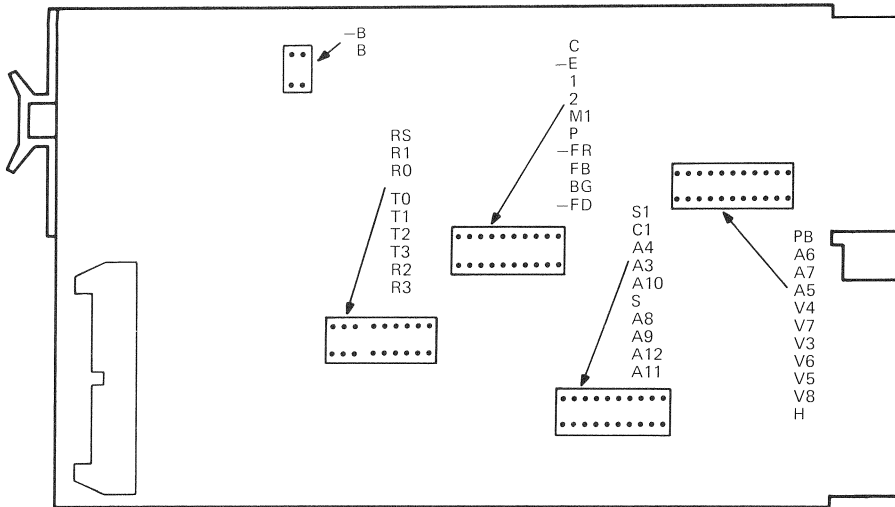 −B
B
C
−E
1
2
M1
P
−FR
FB
BG
−FD
RS
R1
R0
T0
T1
T2
T3
R2
R3
S1
C1
A4
A3
A10
S
A8
A9
A12
A11
PB
A6
A7
A5
V4
V7
V3
V6
V5
V8
H